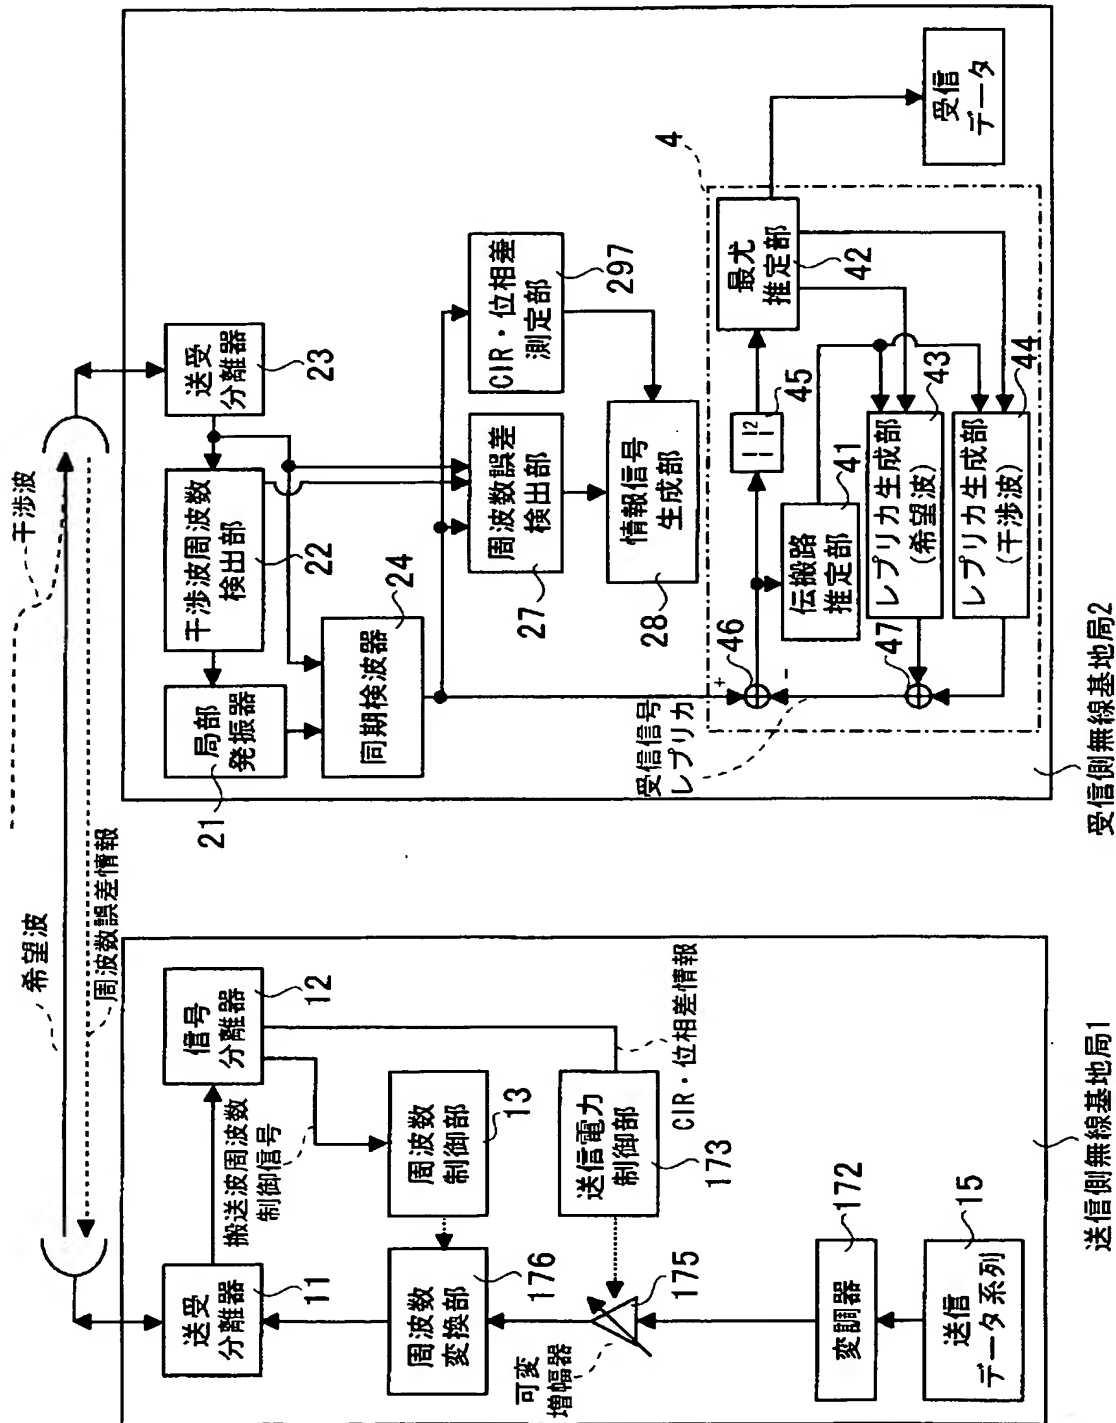 希望波
周波数誤差情報
干渉波
送受
分離器
11
信号
分離器
12
搬送波周波数
制御信号
周波数
変換部
176
周波数
制御部
13
可変
増幅器
175
送信電力
制御部
173
CIR・位相差情報
変調器
172
送信
データ系列
15
送信側無線基地局1
局部
発振器
21
干渉波周波数
検出部
22
送受
分離器
23
同期検波器
24
周波数誤差
検出部
27
CIR・位相差
測定部
297
情報信号
生成部
28
受信信号
レプリカ
+
46
-
47
伝搬路
推定部
41
| |²
45
最尤
推定部
42
4
レプリカ生成部
(希望波)
43
レプリカ生成部
(干渉波)
44
受信
データ
受信側無線基地局2